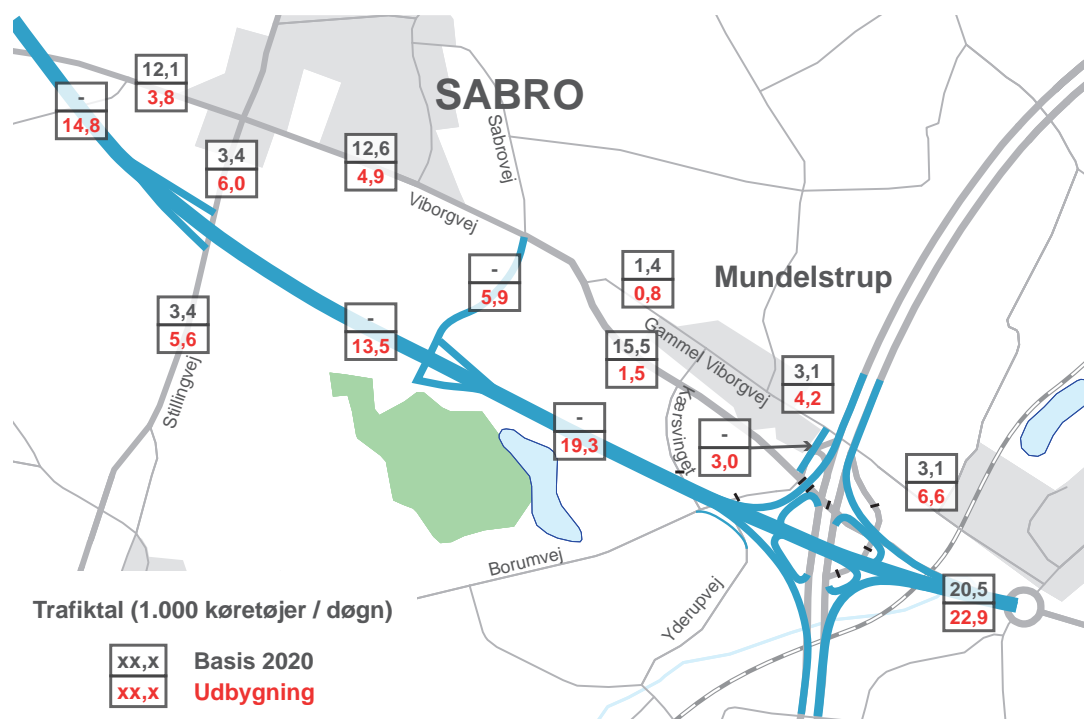 12,1
3,8
-
14,8
SABRO
Sabrovej
3,4
6,0
12,6
4,9
Viborgvej
-
5,9
1,4
0,8
Mundelstrup
3,4
5,6
-
13,5
Gammel Viborgvej
15,5
1,5
3,1
4,2
Stillingvej
Kærsvinget
-
19,3
-
3,0
3,1
6,6
Borumvej
Yderupvej
20,5
22,9
Trafiktal (1.000 køretøjer / døgn)
xx,x Basis 2020
xx,x Udbygning